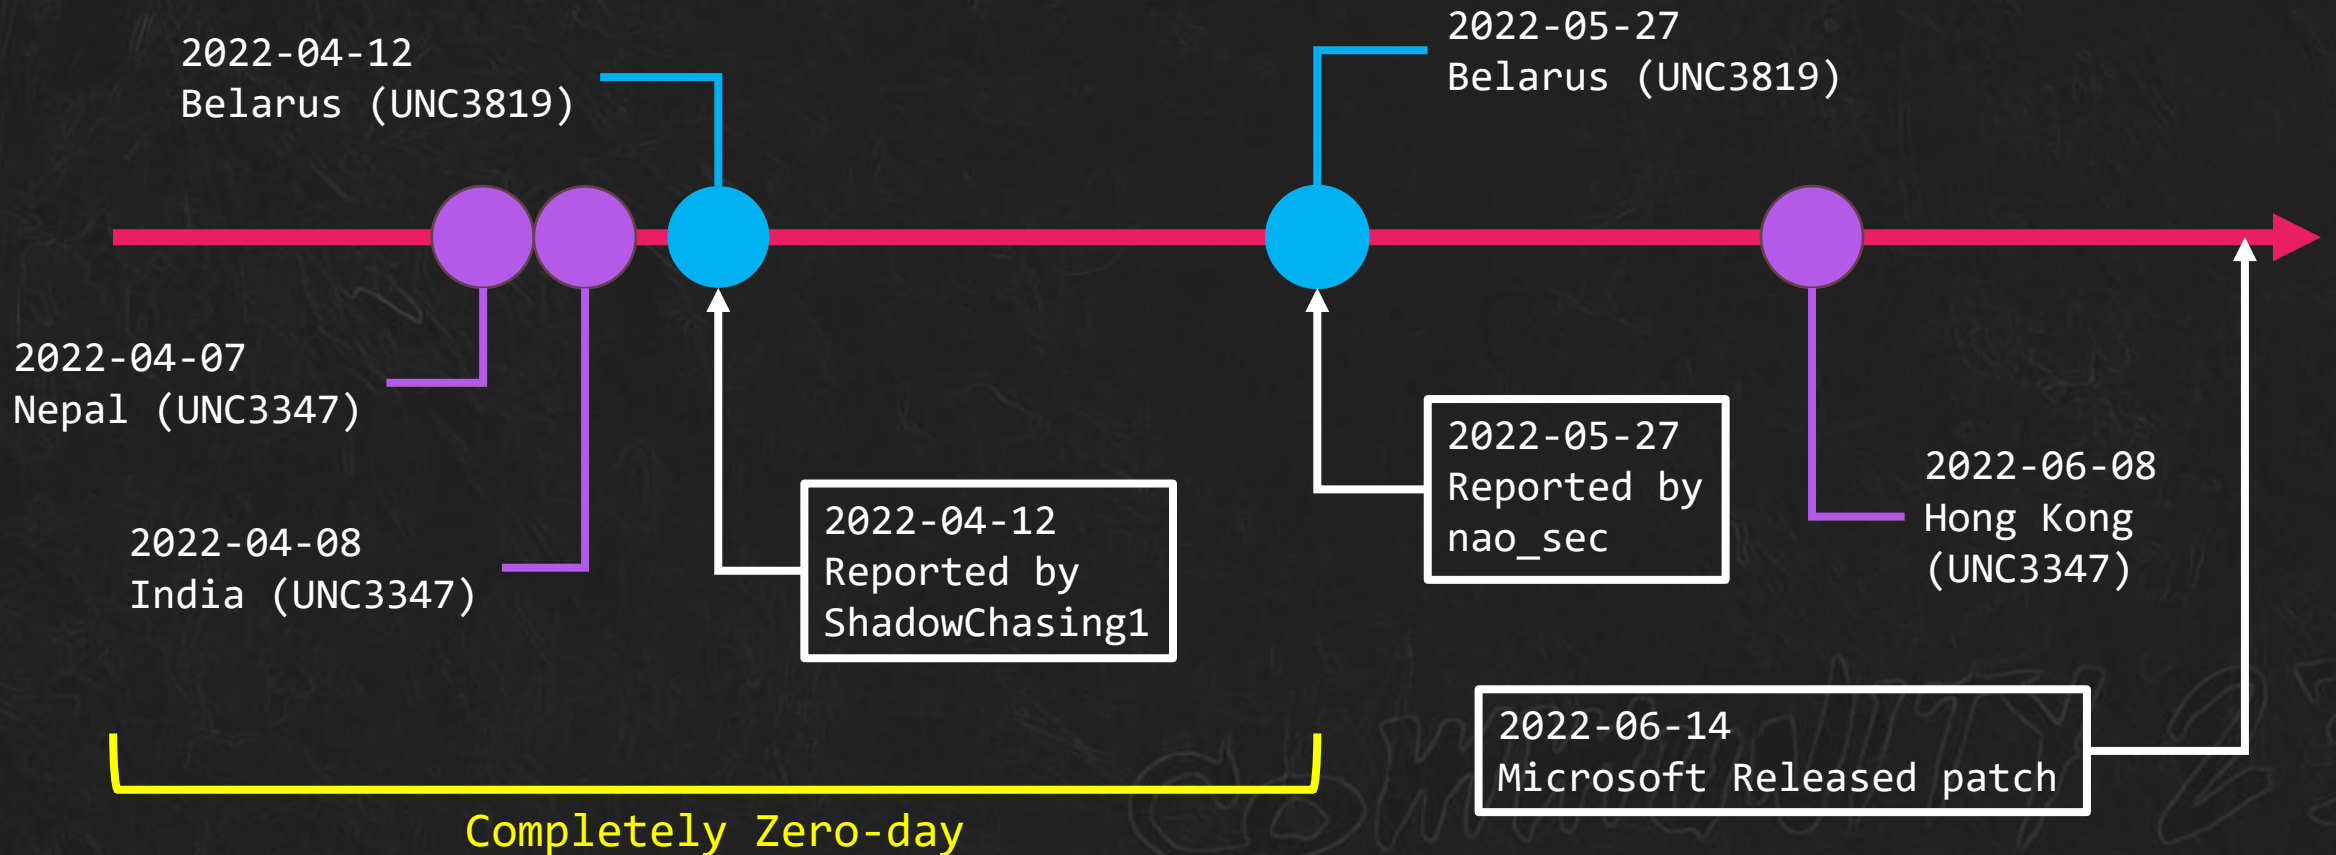 2022-04-12
Belarus (UNC3819)
2022-05-27
Belarus (UNC3819)
2022-04-07
Nepal (UNC3347)
2022-04-08
India (UNC3347)
2022-04-12
Reported by
ShadowChasing1
2022-05-27
Reported by
nao_sec
2022-06-08
Hong Kong
(UNC3347)
2022-06-14
Microsoft Released patch
Completely Zero-day